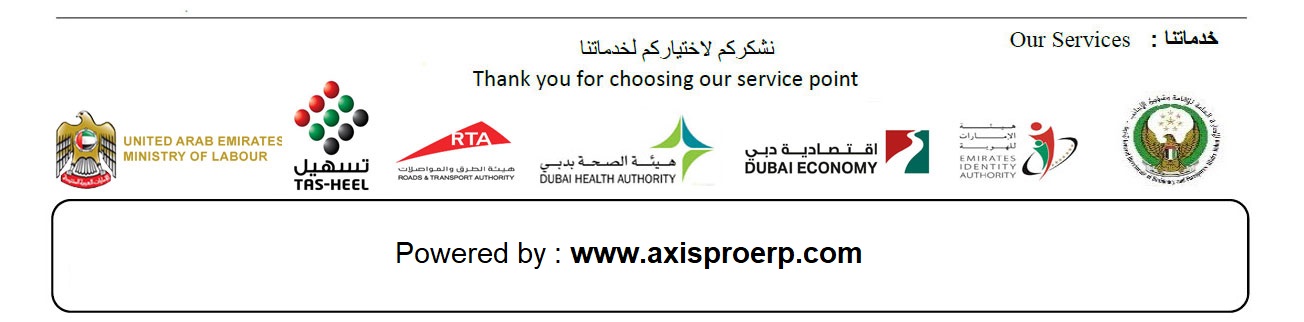 Our Services : خدماتنا
نشكركم لاختياركم لخدماتنا
Thank you for choosing our service point
UNITED ARAB EMIRATES
MINISTRY OF LABOUR
تسهيل
TAS-HEEL
RTA
هيئة الطرق والمواصلات
ROADS & TRANSPORT AUTHORITY
هيئة الصحة بدبي
DUBAI HEALTH AUTHORITY
اقتصادية دبي
DUBAI ECONOMY
هيئة
الإمارات
للهوية
EMIRATES
IDENTITY
AUTHORITY
Powered by : www.axisproerp.com